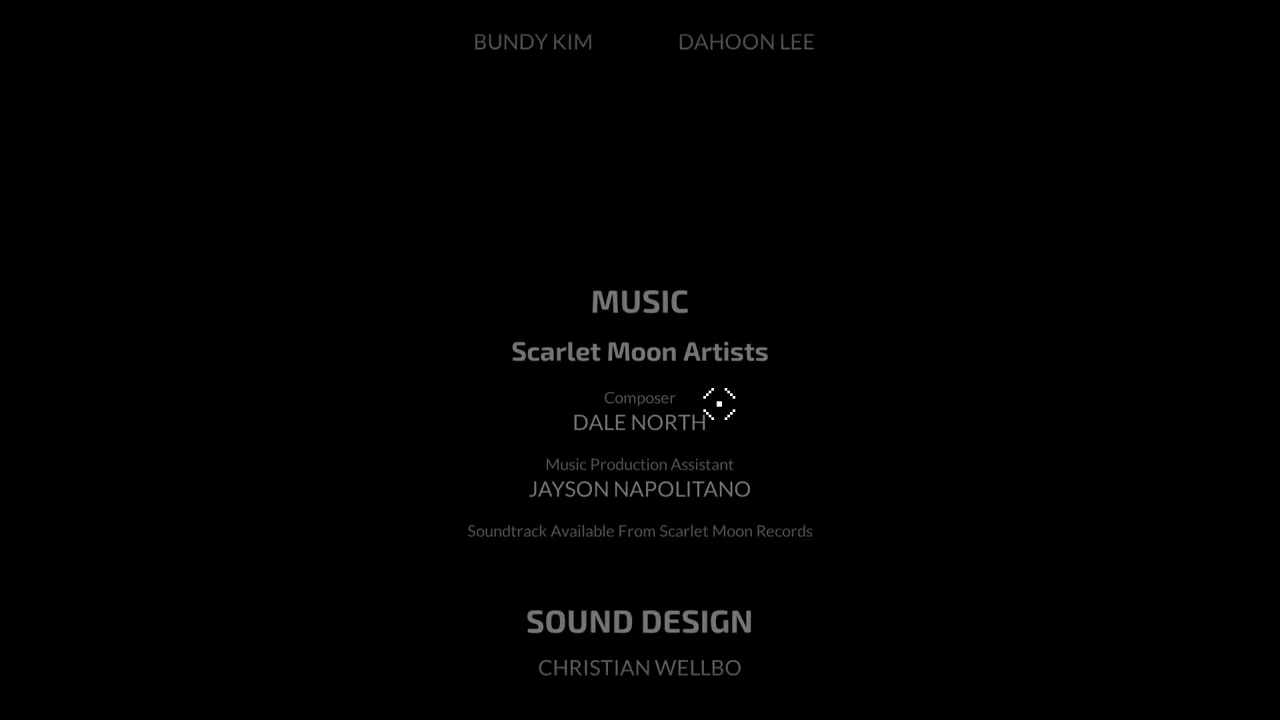 BUNDY KIM DAHOON LEE
MUSIC
Scarlet Moon Artists
Composer
DALE NORTH
Music Production Assistant
JAYSON NAPOLITANO
Soundtrack Available From Scarlet Moon Records
SOUND DESIGN
CHRISTIAN WELLBO